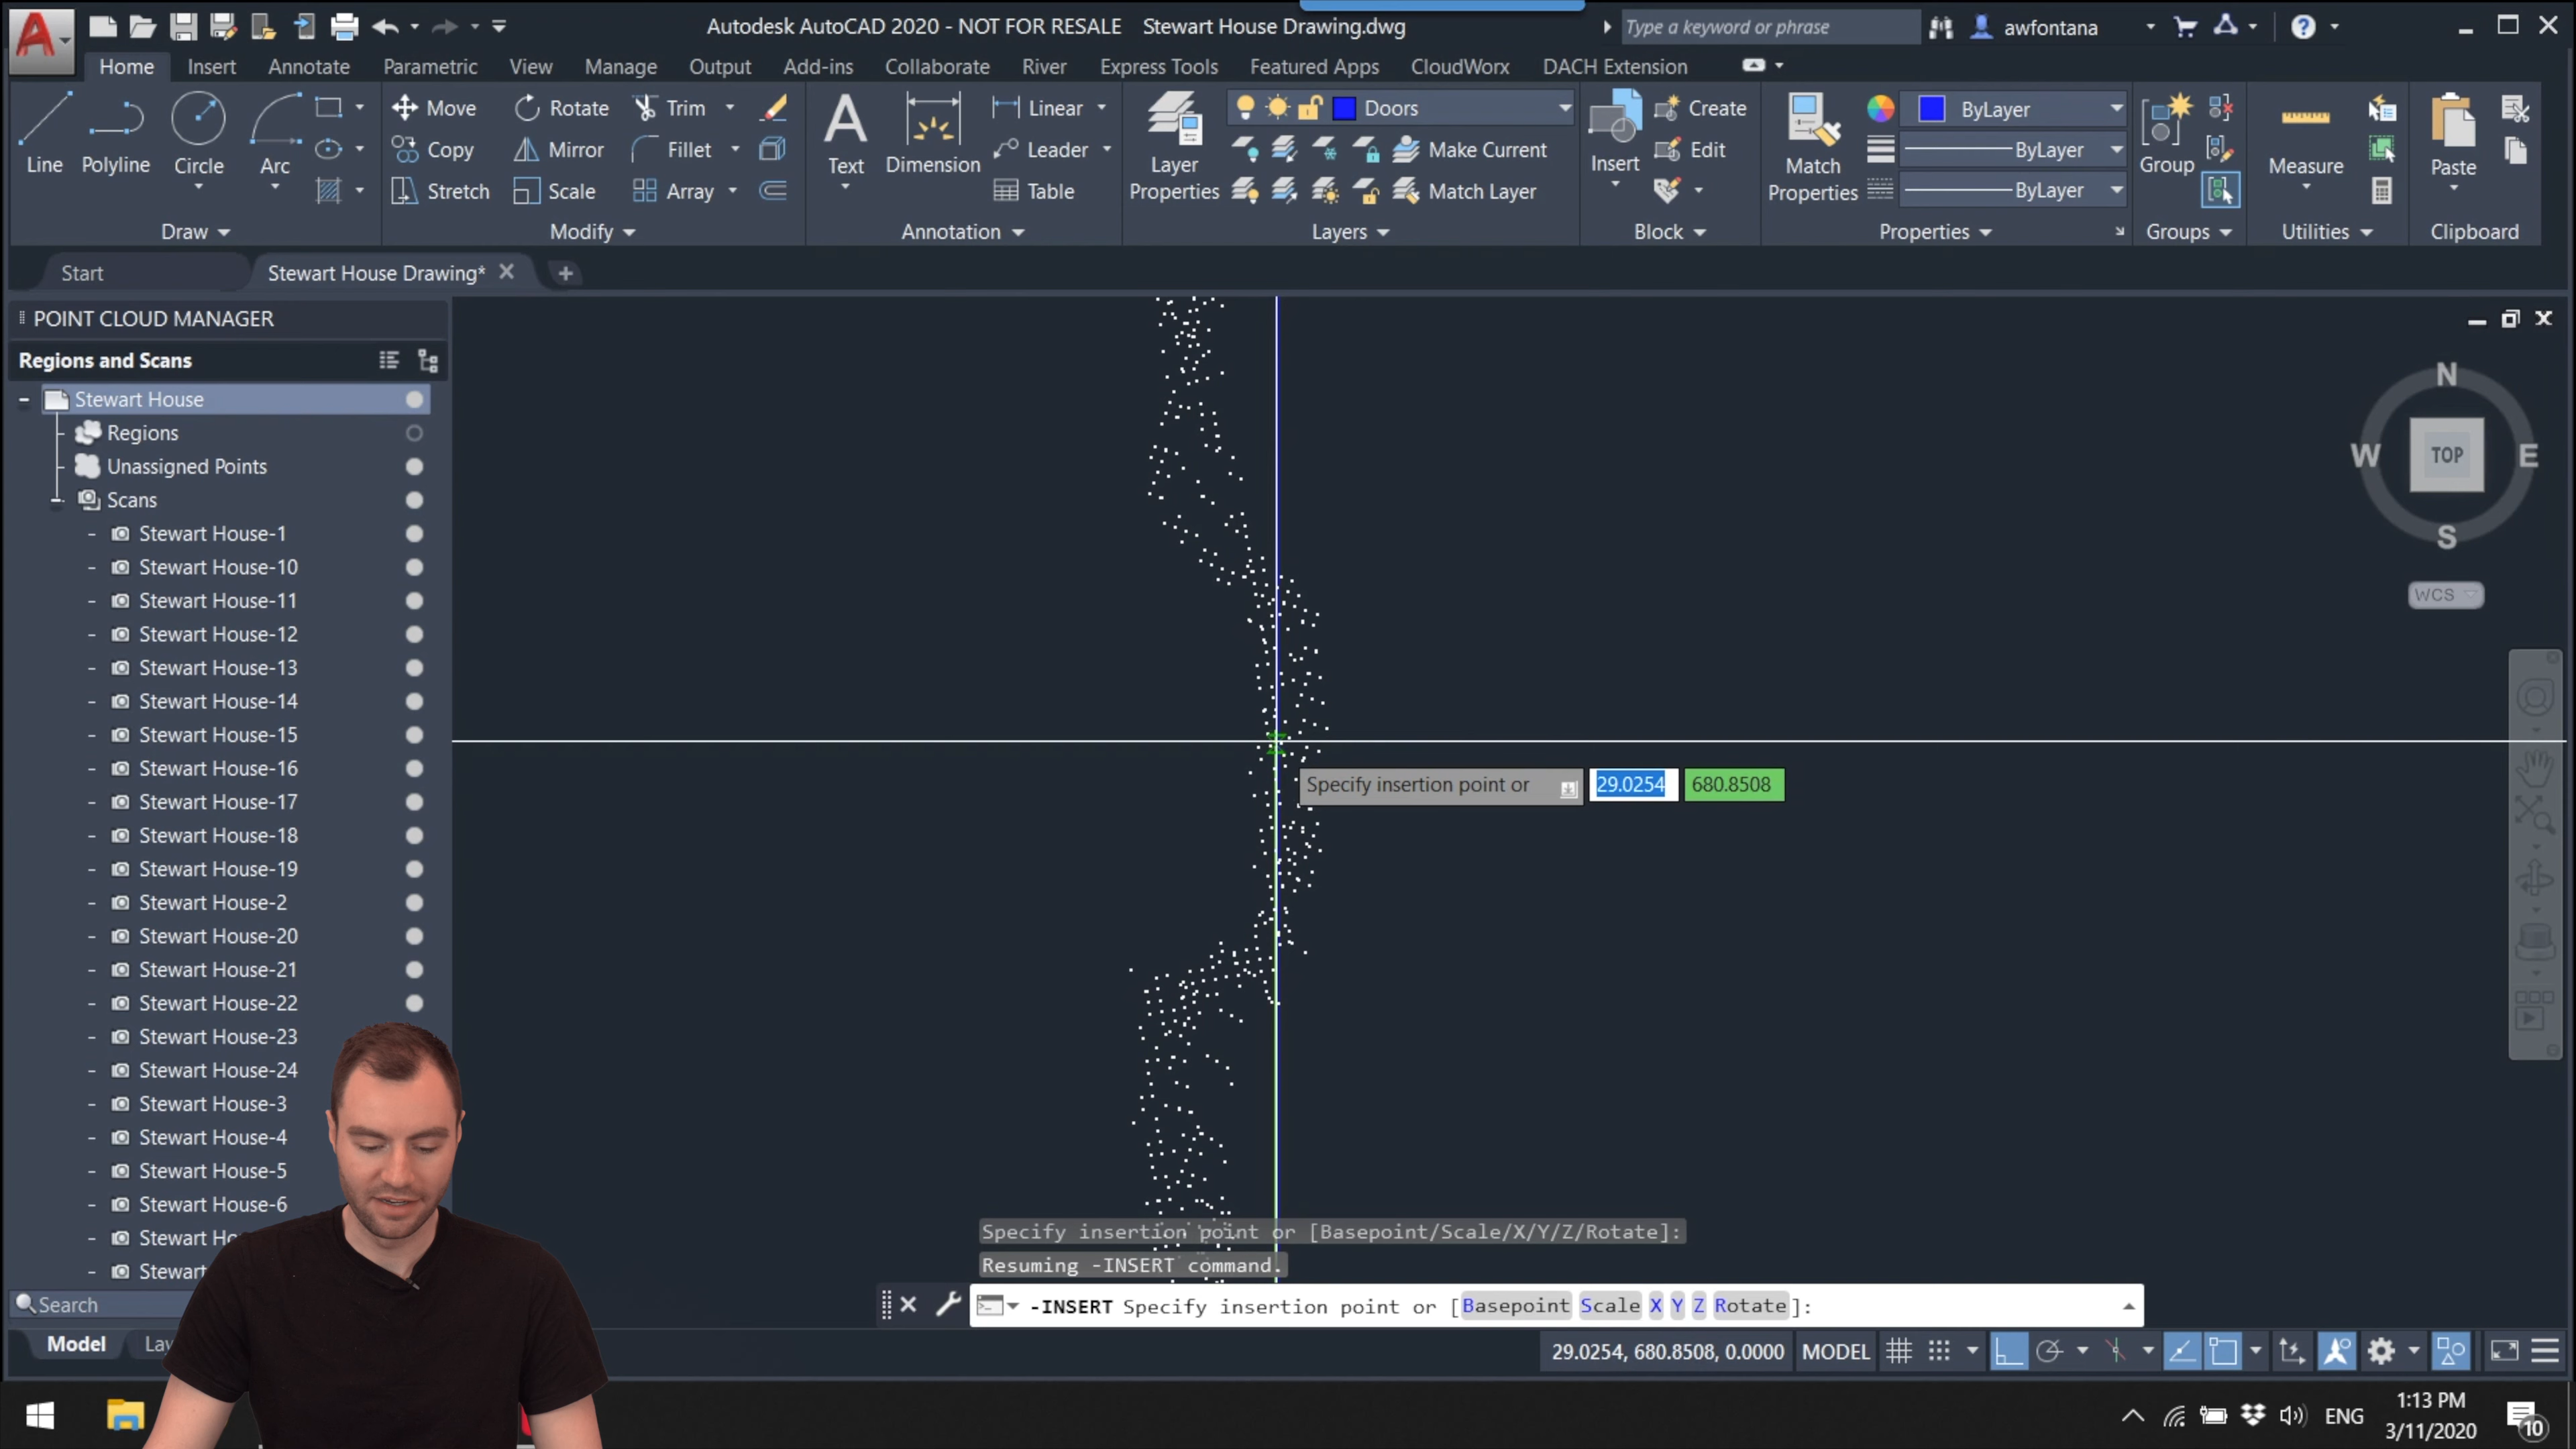 Autodesk AutoCAD 2020 - NOT FOR RESALE Stewart House Drawing.dwg
Type a keyword or phrase
awfontana
Home Insert Annotate Parametric View Manage Output Add-ins Collaborate River Express Tools Featured Apps CloudWorx DACH Extension
Line Polyline Circle Arc
Move Rotate Trim
Copy Mirror Fillet
Stretch Scale Array
Text Dimension
Linear
Leader
Table
Layer Properties
Doors
Make Current
Match Layer
Insert
Create
Edit
Match Properties
ByLayer
ByLayer
ByLayer
Group
Measure
Paste
Draw Modify Annotation Layers Block Properties Groups Utilities Clipboard
Start Stewart House Drawing*
POINT CLOUD MANAGER
Regions and Scans
Stewart House
Regions
Unassigned Points
Scans
Stewart House-1
Stewart House-10
Stewart House-11
Stewart House-12
Stewart House-13
Stewart House-14
Stewart House-15
Stewart House-16
Stewart House-17
Stewart House-18
Stewart House-19
Stewart House-2
Stewart House-20
Stewart House-21
Stewart House-22
Stewart House-23
Stewart House-24
Stewart House-3
Stewart House-4
Stewart House-5
Stewart House-6
Stewart
Search
N
W TOP E
S
WCS
Specify insertion point or 29.0254 680.8508
Specify insertion point or [Basepoint/Scale/X/Y/Z/Rotate]:
Resuming -INSERT command.
-INSERT Specify insertion point or [Basepoint Scale X Y Z Rotate]:
Model
29.0254, 680.8508, 0.0000 MODEL
ENG
1:13 PM
3/11/2020
10